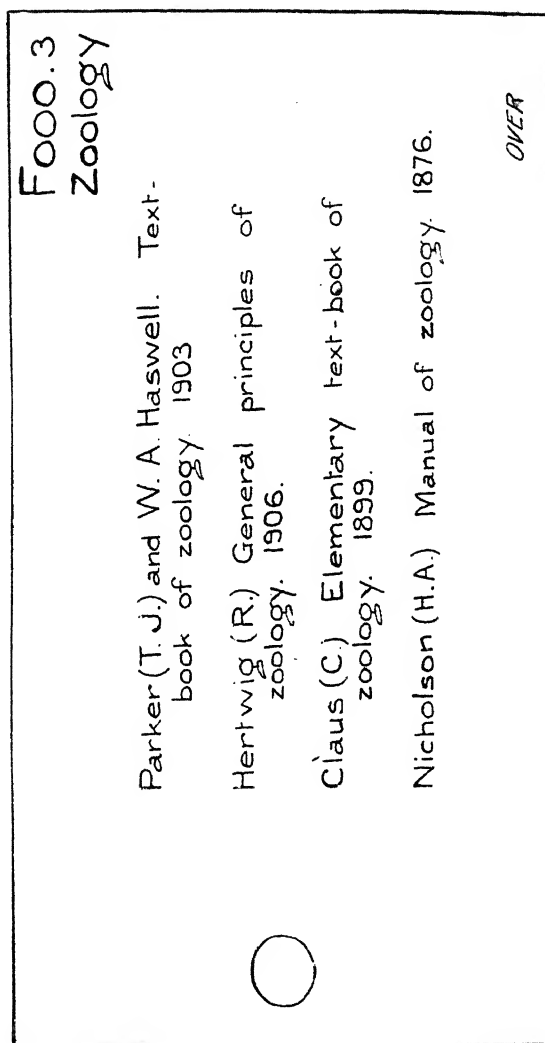 F000.3
Zoology
Parker (T. J.) and W. A. Haswell. Text-
book of zoology. 1903
Hertwig (R.) General principles of
zoology. 1906.
Claus (C.) Elementary text-book of
zoology. 1899.
Nicholson (H.A.) Manual of zoology. 1876.
OVER